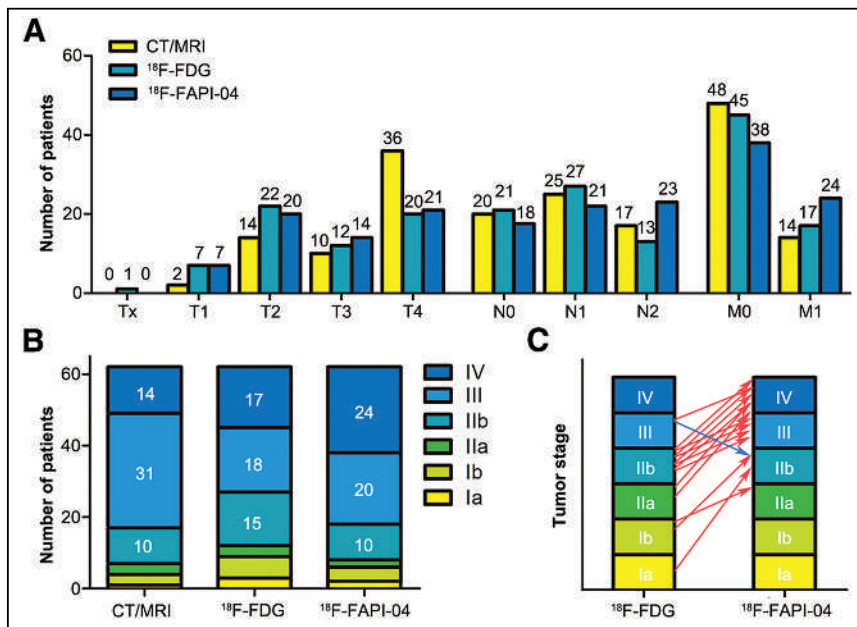 A
CT/MRI
¹⁸F-FDG
¹⁸F-FAPI-04
Number of patients
60
40
20
0
0 1 0
2 7 7
14 22 20
10 12 14
36 20 21
20 21 18
25 27 21
17 13 23
48 45 38
14 17 24
Tx T1 T2 T3 T4 N0 N1 N2 M0 M1
B
Number of patients
60
40
20
0
14 17 24
31 18 20
10 15 10
CT/MRI ¹⁸F-FDG ¹⁸F-FAPI-04
IV
III
IIb
IIa
Ib
Ia
C
Tumor stage
IV IV
III III
IIb IIb
IIa IIa
Ib Ib
Ia Ia
¹⁸F-FDG ¹⁸F-FAPI-04